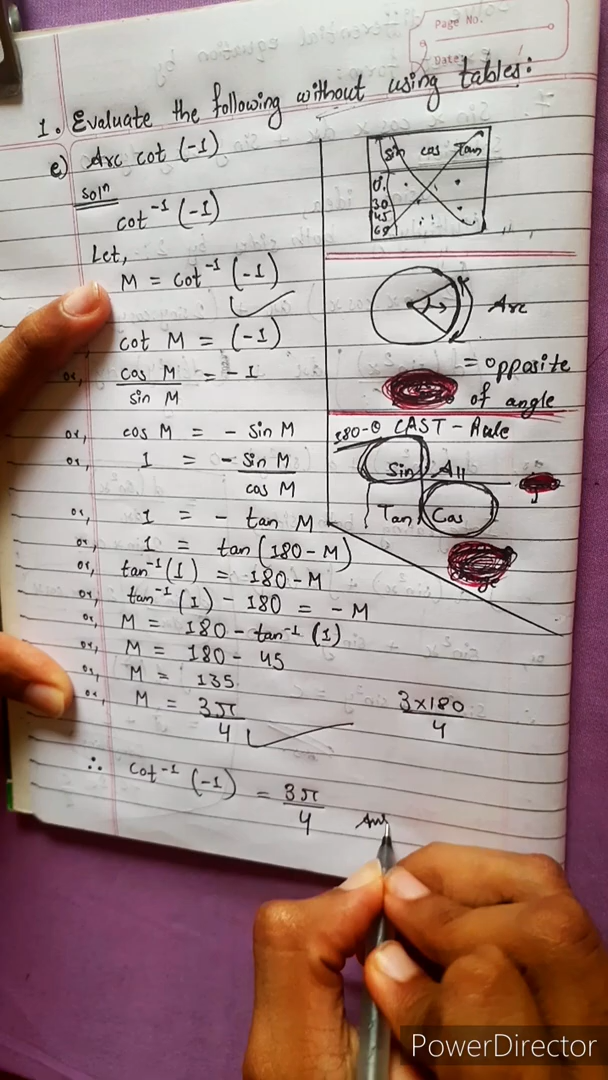 Page No.
Date:
1. Evaluate the following without using tables:
e) Arc cot (-1)
Solⁿ
cot⁻¹ (-1)
Let,
M = cot⁻¹ (-1)
cot M = (-1)
or, cos M / sin M = -1
or, cos M = - sin M
or, 1 = - sin M / cos M
or, 1 = - tan M
or, 1 = tan (180 - M)
or, tan⁻¹ (1) = 180 - M
or, tan⁻¹ (1) - 180 = - M
or, M = 180 - tan⁻¹ (1)
or, M = 180 - 45
or, M = 135
or, M = 3π / 4
∴ cot⁻¹ (-1) = 3π / 4 Ans
sin cos Tan
0
30
45
60
Arc
= opposite
of angle
180-θ CAST - Rule
Sin All
Tan Cos
3×180 / 4
PowerDirector